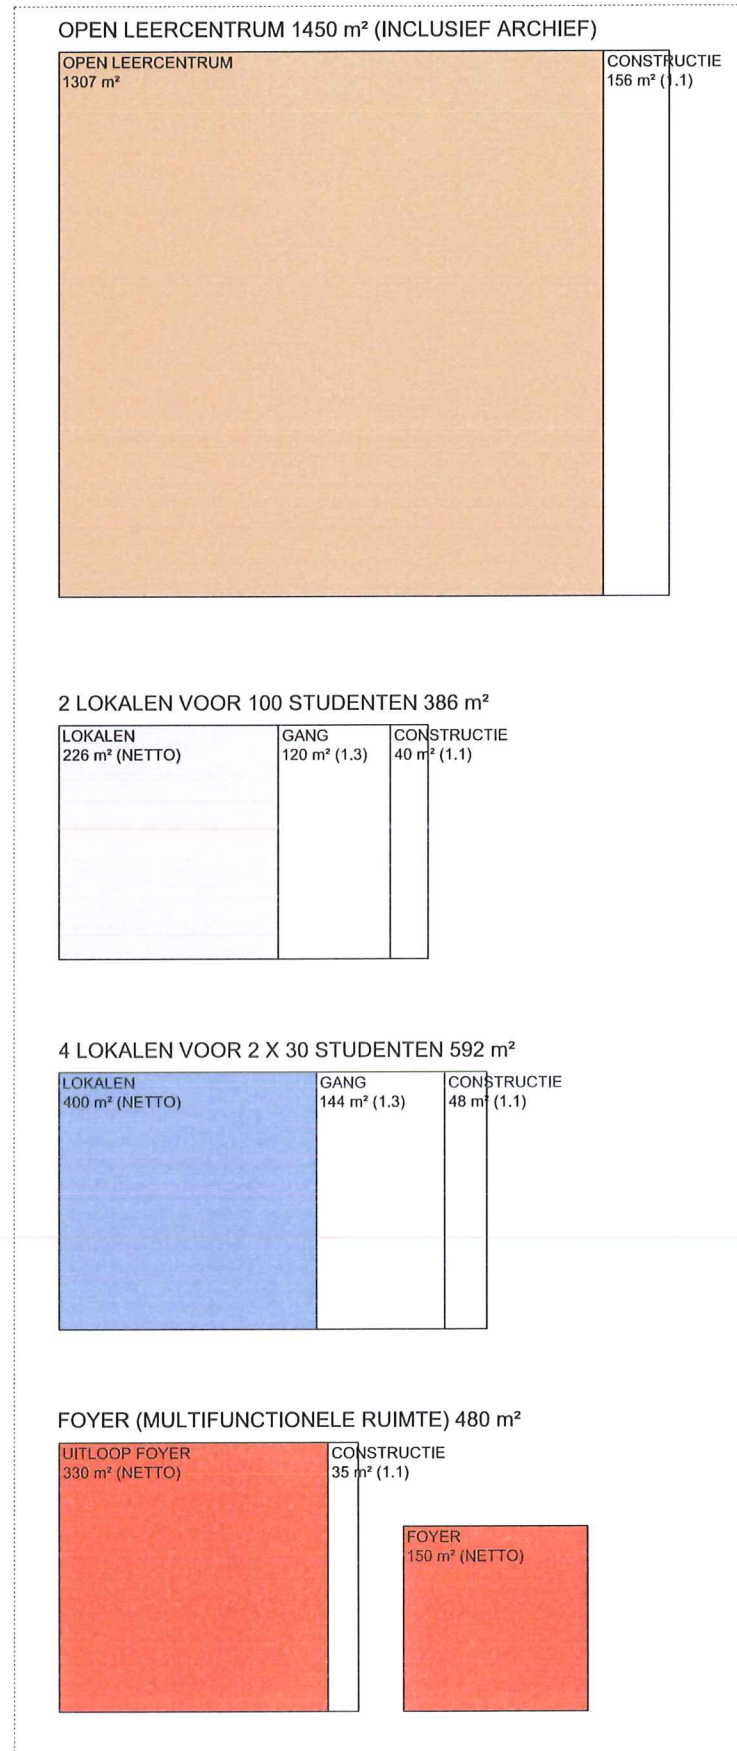 OPEN LEERCENTRUM 1450 m² (INCLUSIEF ARCHIEF)
OPEN LEERCENTRUM
1307 m²
CONSTRUCTIE
156 m² (1.1)
2 LOKALEN VOOR 100 STUDENTEN 386 m²
LOKALEN
226 m² (NETTO)
GANG
120 m² (1.3)
CONSTRUCTIE
40 m² (1.1)
4 LOKALEN VOOR 2 X 30 STUDENTEN 592 m²
LOKALEN
400 m² (NETTO)
GANG
144 m² (1.3)
CONSTRUCTIE
48 m² (1.1)
FOYER (MULTIFUNCTIONELE RUIMTE) 480 m²
UITLOOP FOYER
330 m² (NETTO)
CONSTRUCTIE
35 m² (1.1)
FOYER
150 m² (NETTO)